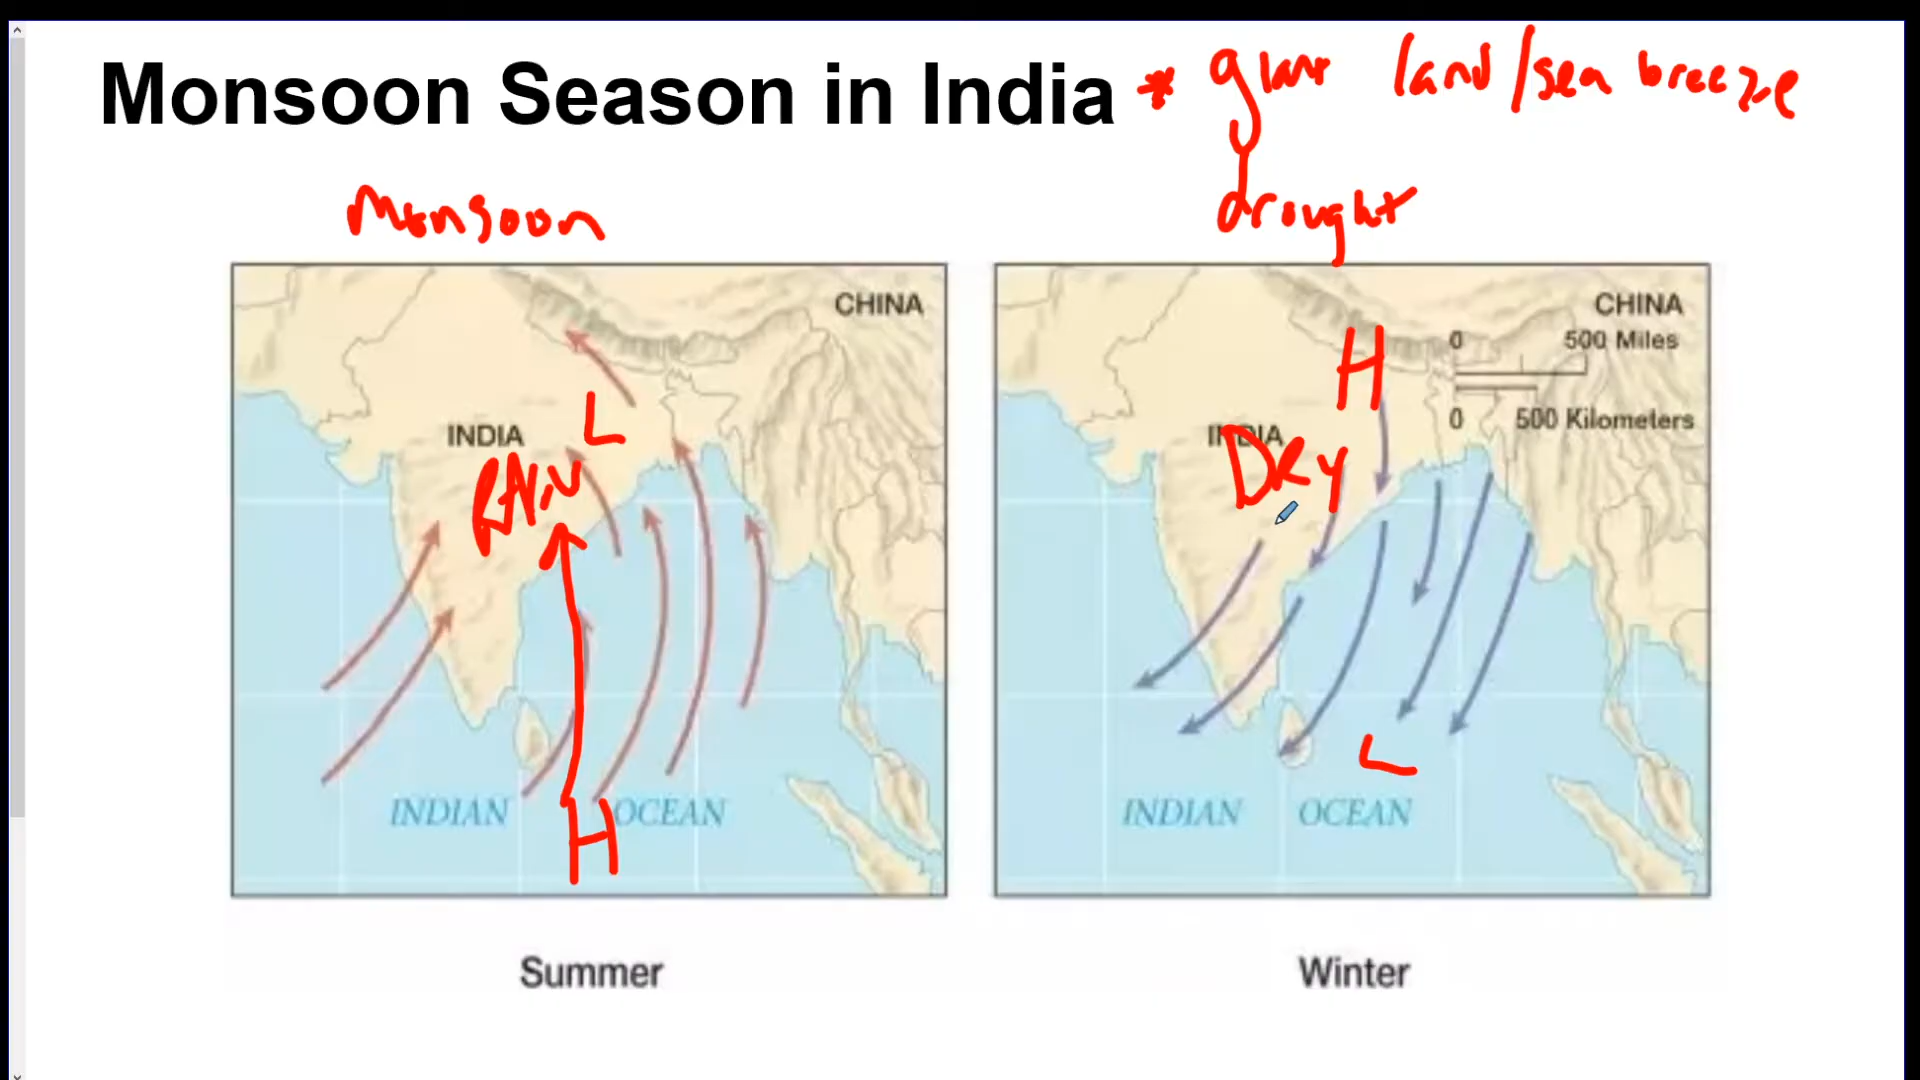 Monsoon Season in India * giant land/sea breeze
Monsoon
drought
CHINA
INDIA
L
RAIN
INDIAN OCEAN
H
Summer
CHINA
0 500 Miles
0 500 Kilometers
H
INDIA
DRY
L
INDIAN OCEAN
Winter